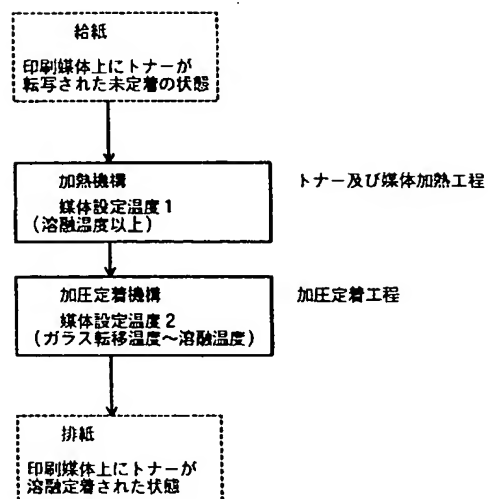 給紙
印刷媒体上にトナーが
転写された未定着の状態
加熱機構
トナー及び媒体加熱工程
媒体設定温度1
(溶融温度以上)
加圧定着機構
加圧定着工程
媒体設定温度2
(ガラス転移温度～溶融温度)
排紙
印刷媒体上にトナーが
溶融定着された状態